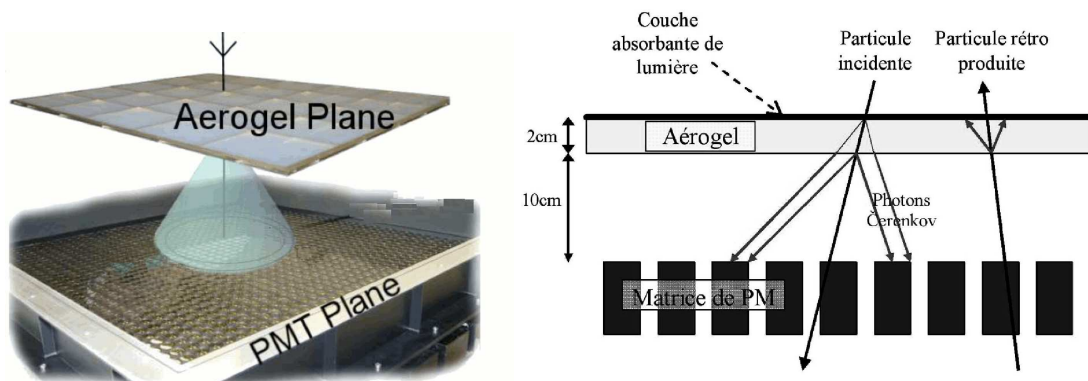 Aerogel Plane
PMT Plane
Couche
absorbante de
lumière
Particule
incidente
Particule rétro
produite
2cm
Aérogel
10cm
Photons
Čerenkov
Matrice de PM